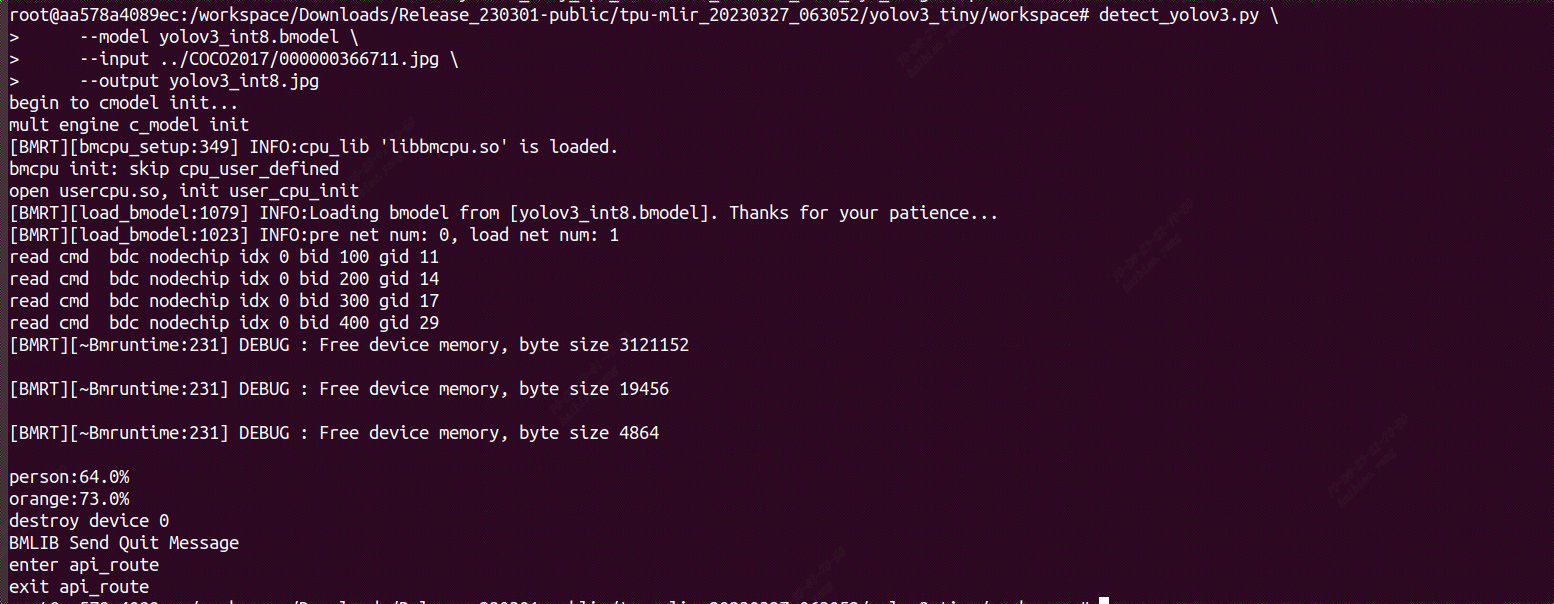 root@aa578a4089ec:/workspace/Downloads/Release_230301-public/tpu-mlir_20230327_063052/yolov3_tiny/workspace# detect_yolov3.py \
>      --model yolov3_int8.bmodel \
>      --input ../COCO2017/000000366711.jpg \
>      --output yolov3_int8.jpg
begin to cmodel init...
mult engine c_model init
[BMRT][bmcpu_setup:349] INFO:cpu_lib 'libbmcpu.so' is loaded.
bmcpu init: skip cpu_user_defined
open usercpu.so, init user_cpu_init
[BMRT][load_bmodel:1079] INFO:Loading bmodel from [yolov3_int8.bmodel]. Thanks for your patience...
[BMRT][load_bmodel:1023] INFO:pre net num: 0, load net num: 1
read cmd  bdc nodechip idx 0 bid 100 gid 11
read cmd  bdc nodechip idx 0 bid 200 gid 14
read cmd  bdc nodechip idx 0 bid 300 gid 17
read cmd  bdc nodechip idx 0 bid 400 gid 29
[BMRT][~Bmruntime:231] DEBUG : Free device memory, byte size 3121152
[BMRT][~Bmruntime:231] DEBUG : Free device memory, byte size 19456
[BMRT][~Bmruntime:231] DEBUG : Free device memory, byte size 4864
person:64.0%
orange:73.0%
destroy device 0
BMLIB Send Quit Message
enter api_route
exit api_route